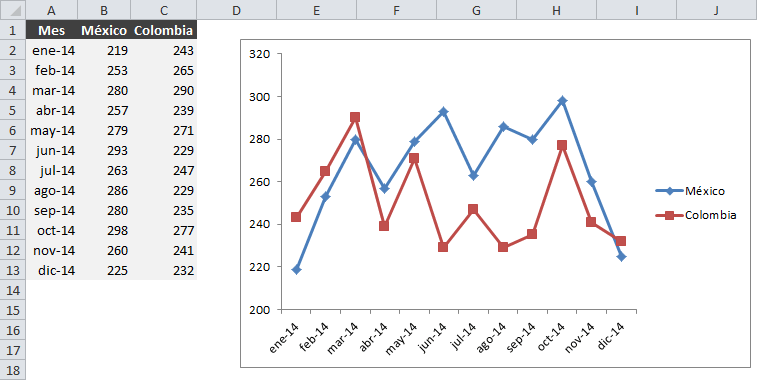 A B C D E F G H I J
1 Mes México Colombia
2 ene-14 219 243
3 feb-14 253 265
4 mar-14 280 290
5 abr-14 257 239
6 may-14 279 271
7 jun-14 293 229
8 jul-14 263 247
9 ago-14 286 229
10 sep-14 280 235
11 oct-14 298 277
12 nov-14 260 241
13 dic-14 225 232
14
15
16
17
18
320
300
280
260
240
220
200
ene-14 feb-14 mar-14 abr-14 may-14 jun-14 jul-14 ago-14 sep-14 oct-14 nov-14 dic-14
México
Colombia